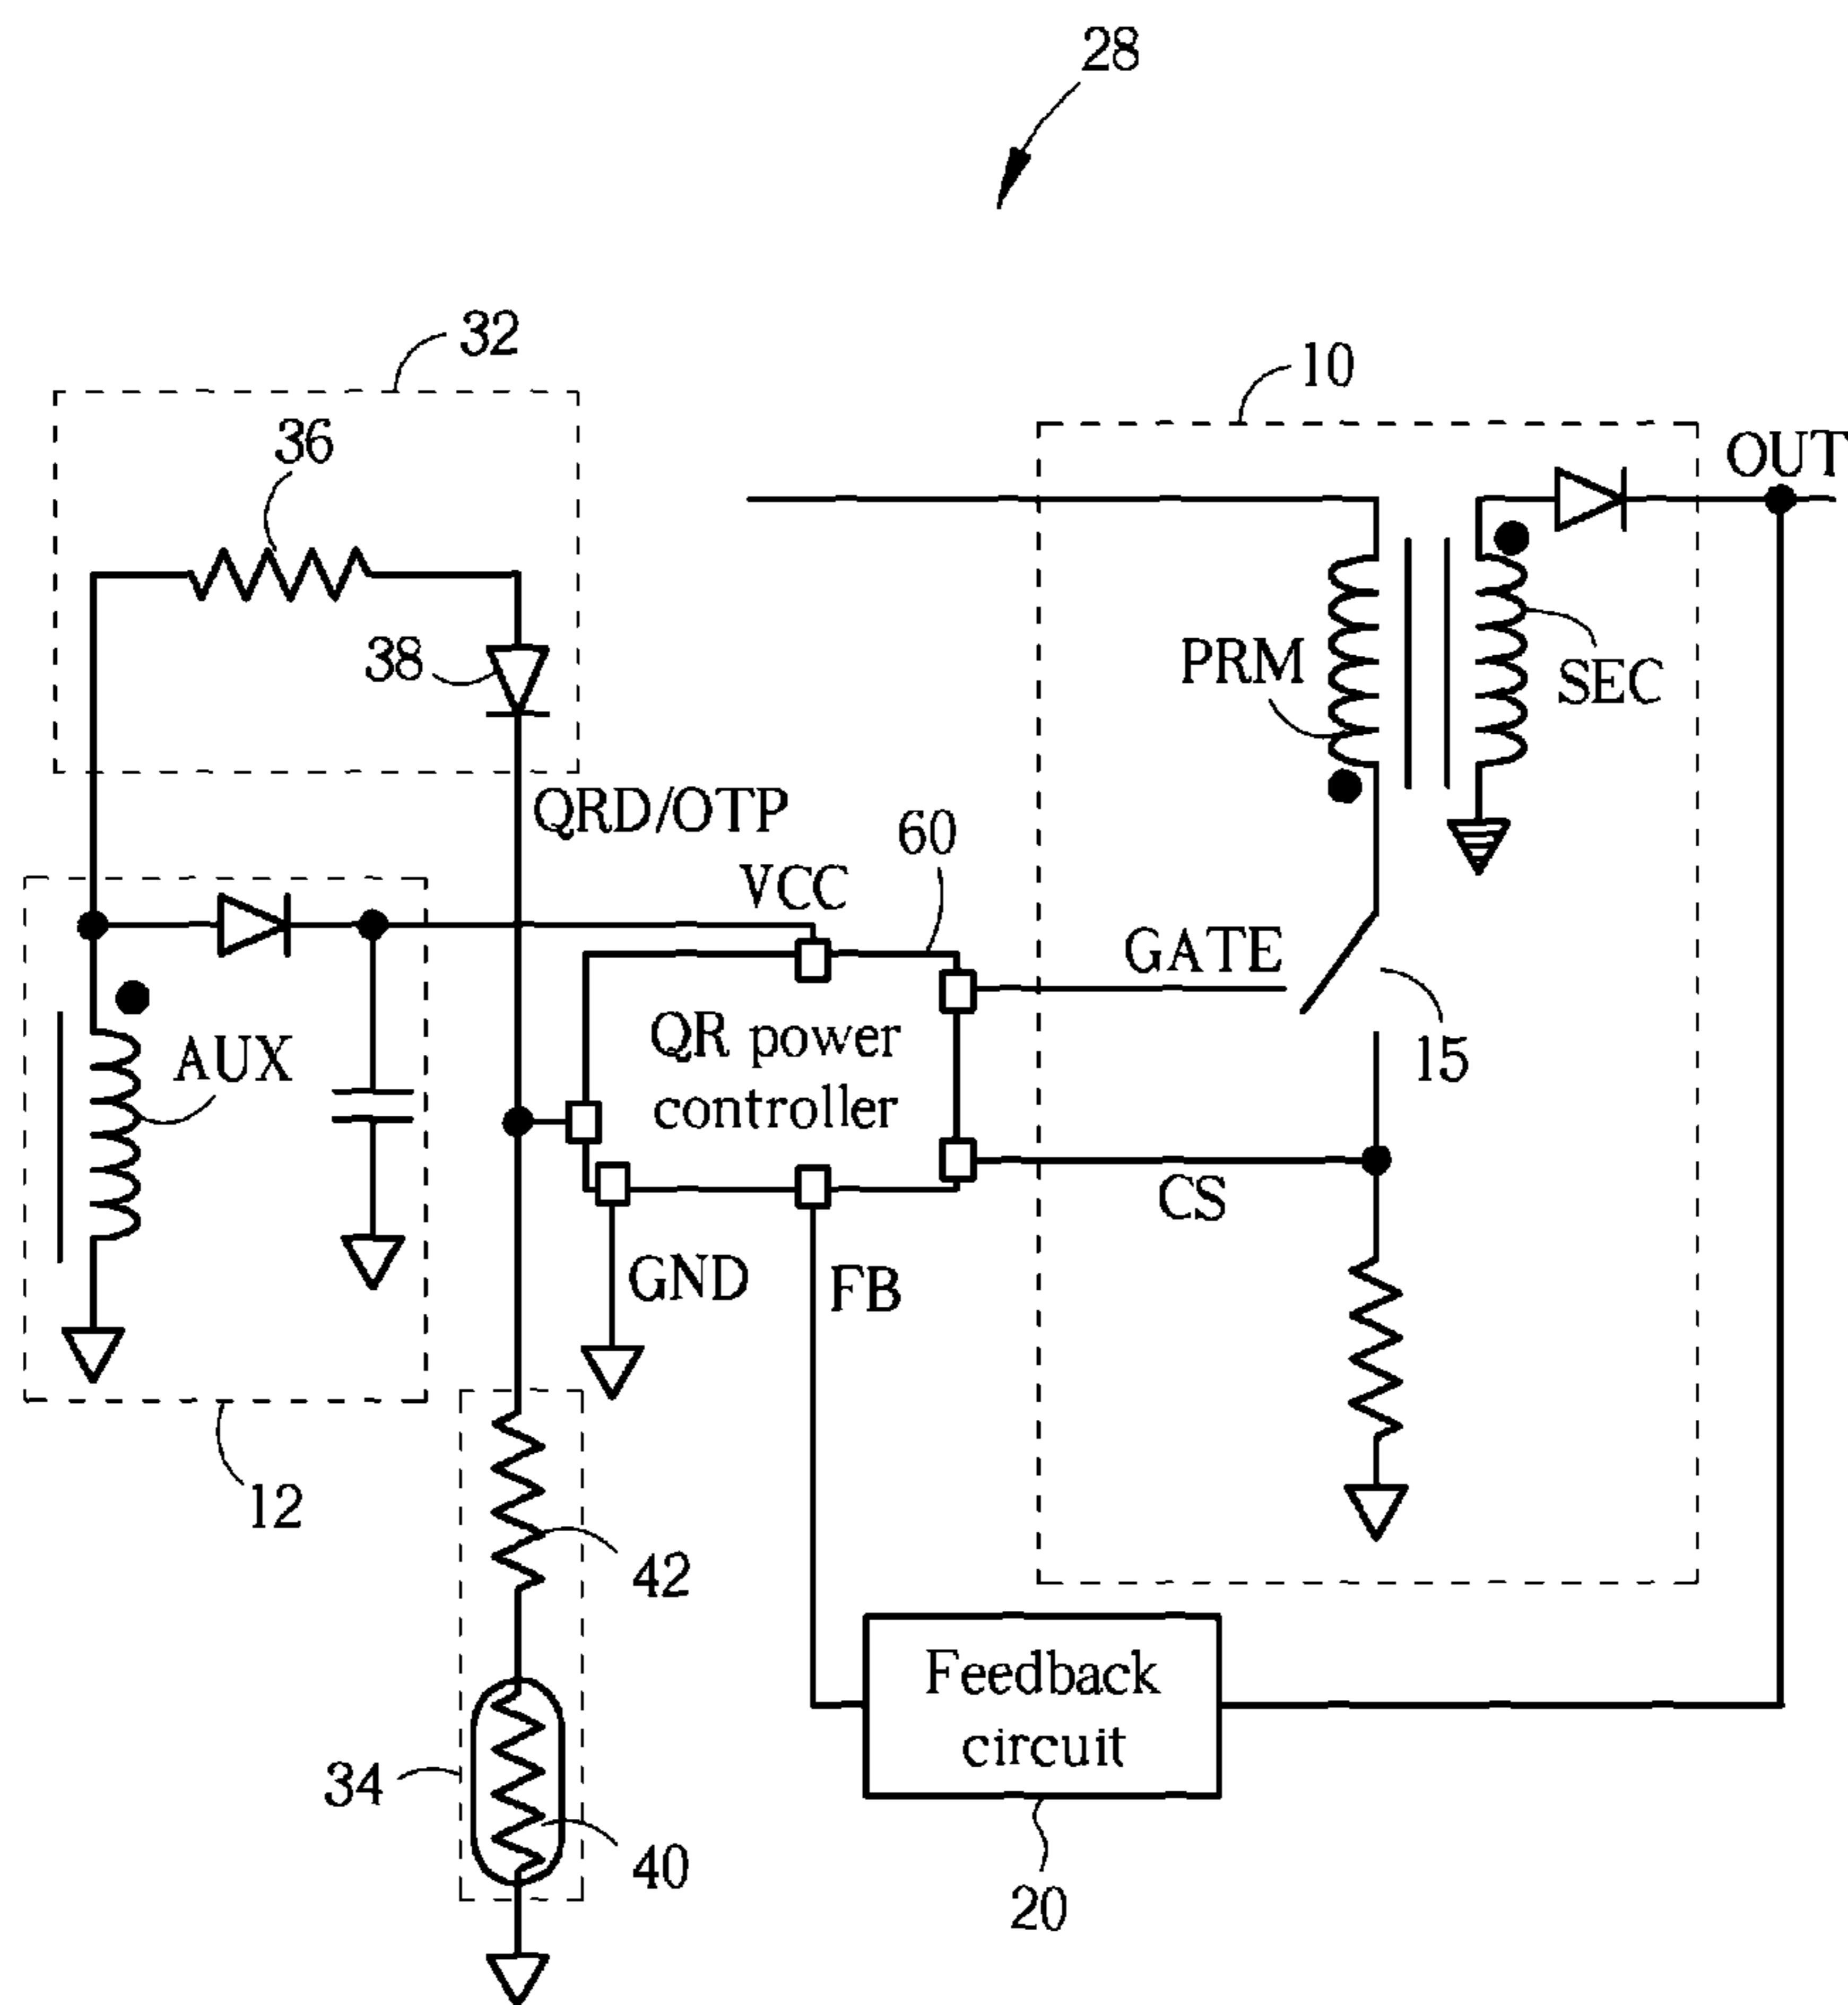 28
32
10
36
OUT
38
PRM
SEC
QRD/OTP
60
VCC
GATE
QR power
controller
AUX
15
CS
GND
FB
12
42
Feedback
circuit
34
40
20